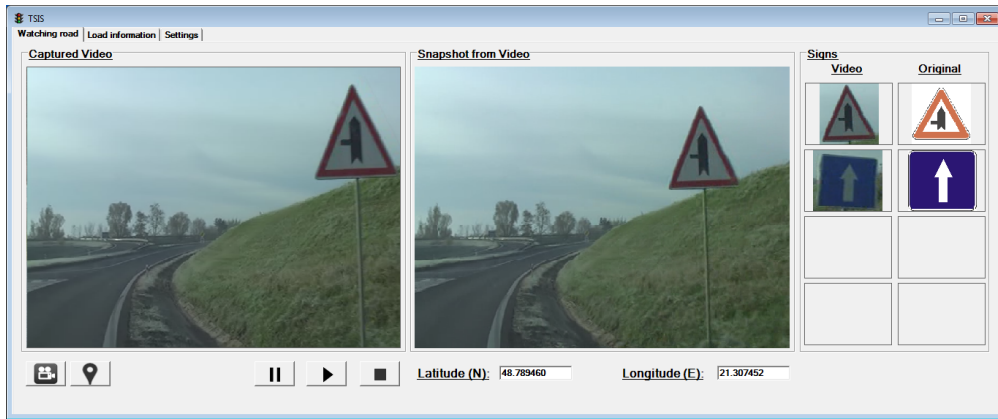 TSIS
Watching road Load information Settings
Captured Video
Snapshot from Video
Signs
Video Original
Latitude (N): 48.789460 Longitude (E): 21.307452